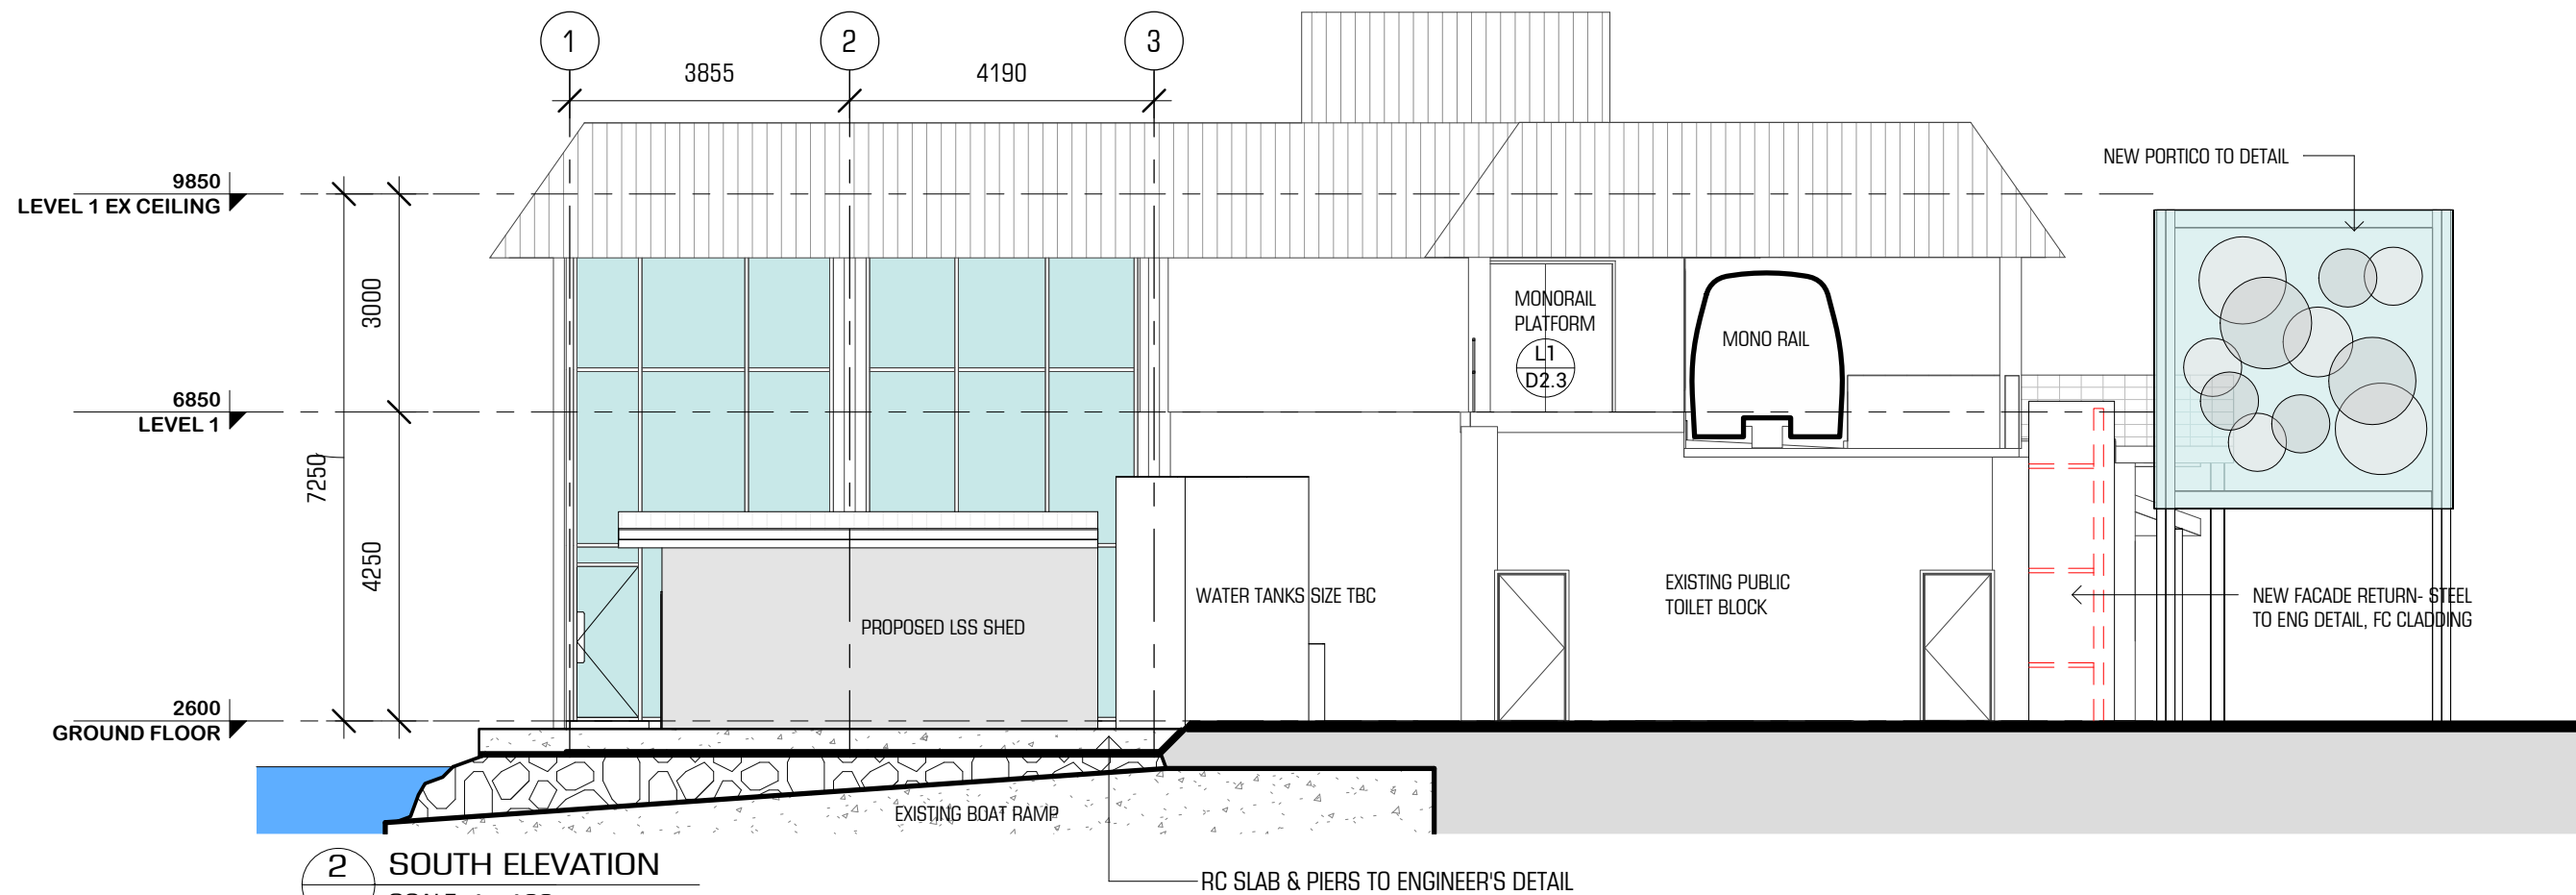 1
2
3
3855
4190
NEW PORTICO TO DETAIL
9850
LEVEL 1 EX CEILING
3000
MONORAIL
PLATFORM
L1
D2.3
MONO RAIL
6850
LEVEL 1
7250
4250
EXISTING PUBLIC
TOILET BLOCK
WATER TANKS SIZE TBC
NEW FACADE RETURN- STEEL
TO ENG DETAIL, FC CLADDING
PROPOSED LSS SHED
2600
GROUND FLOOR
EXISTING BOAT RAMP
2
SOUTH ELEVATION
RC SLAB & PIERS TO ENGINEER'S DETAIL